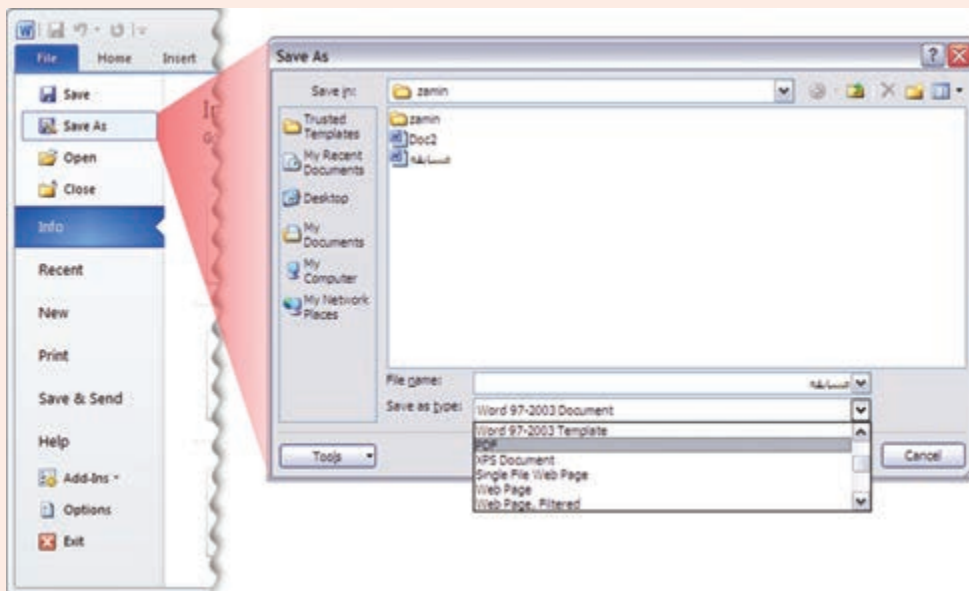 File Home Insert
Save
Save As
Open
Close
Info
Recent
New
Print
Save & Send
Help
Add-Ins
Options
Exit
Save As
Save in:
zamin
Trusted
Templates
My Recent
Documents
Desktop
My
Documents
My
Computer
My Network
Places
zamin
Doc2
مسابقه
File name:
مسابقه
Save as type:
Word 97-2003 Document
Word 97-2003 Template
PDF
XPS Document
Single File Web Page
Web Page
Web Page, Filtered
Tools
Cancel